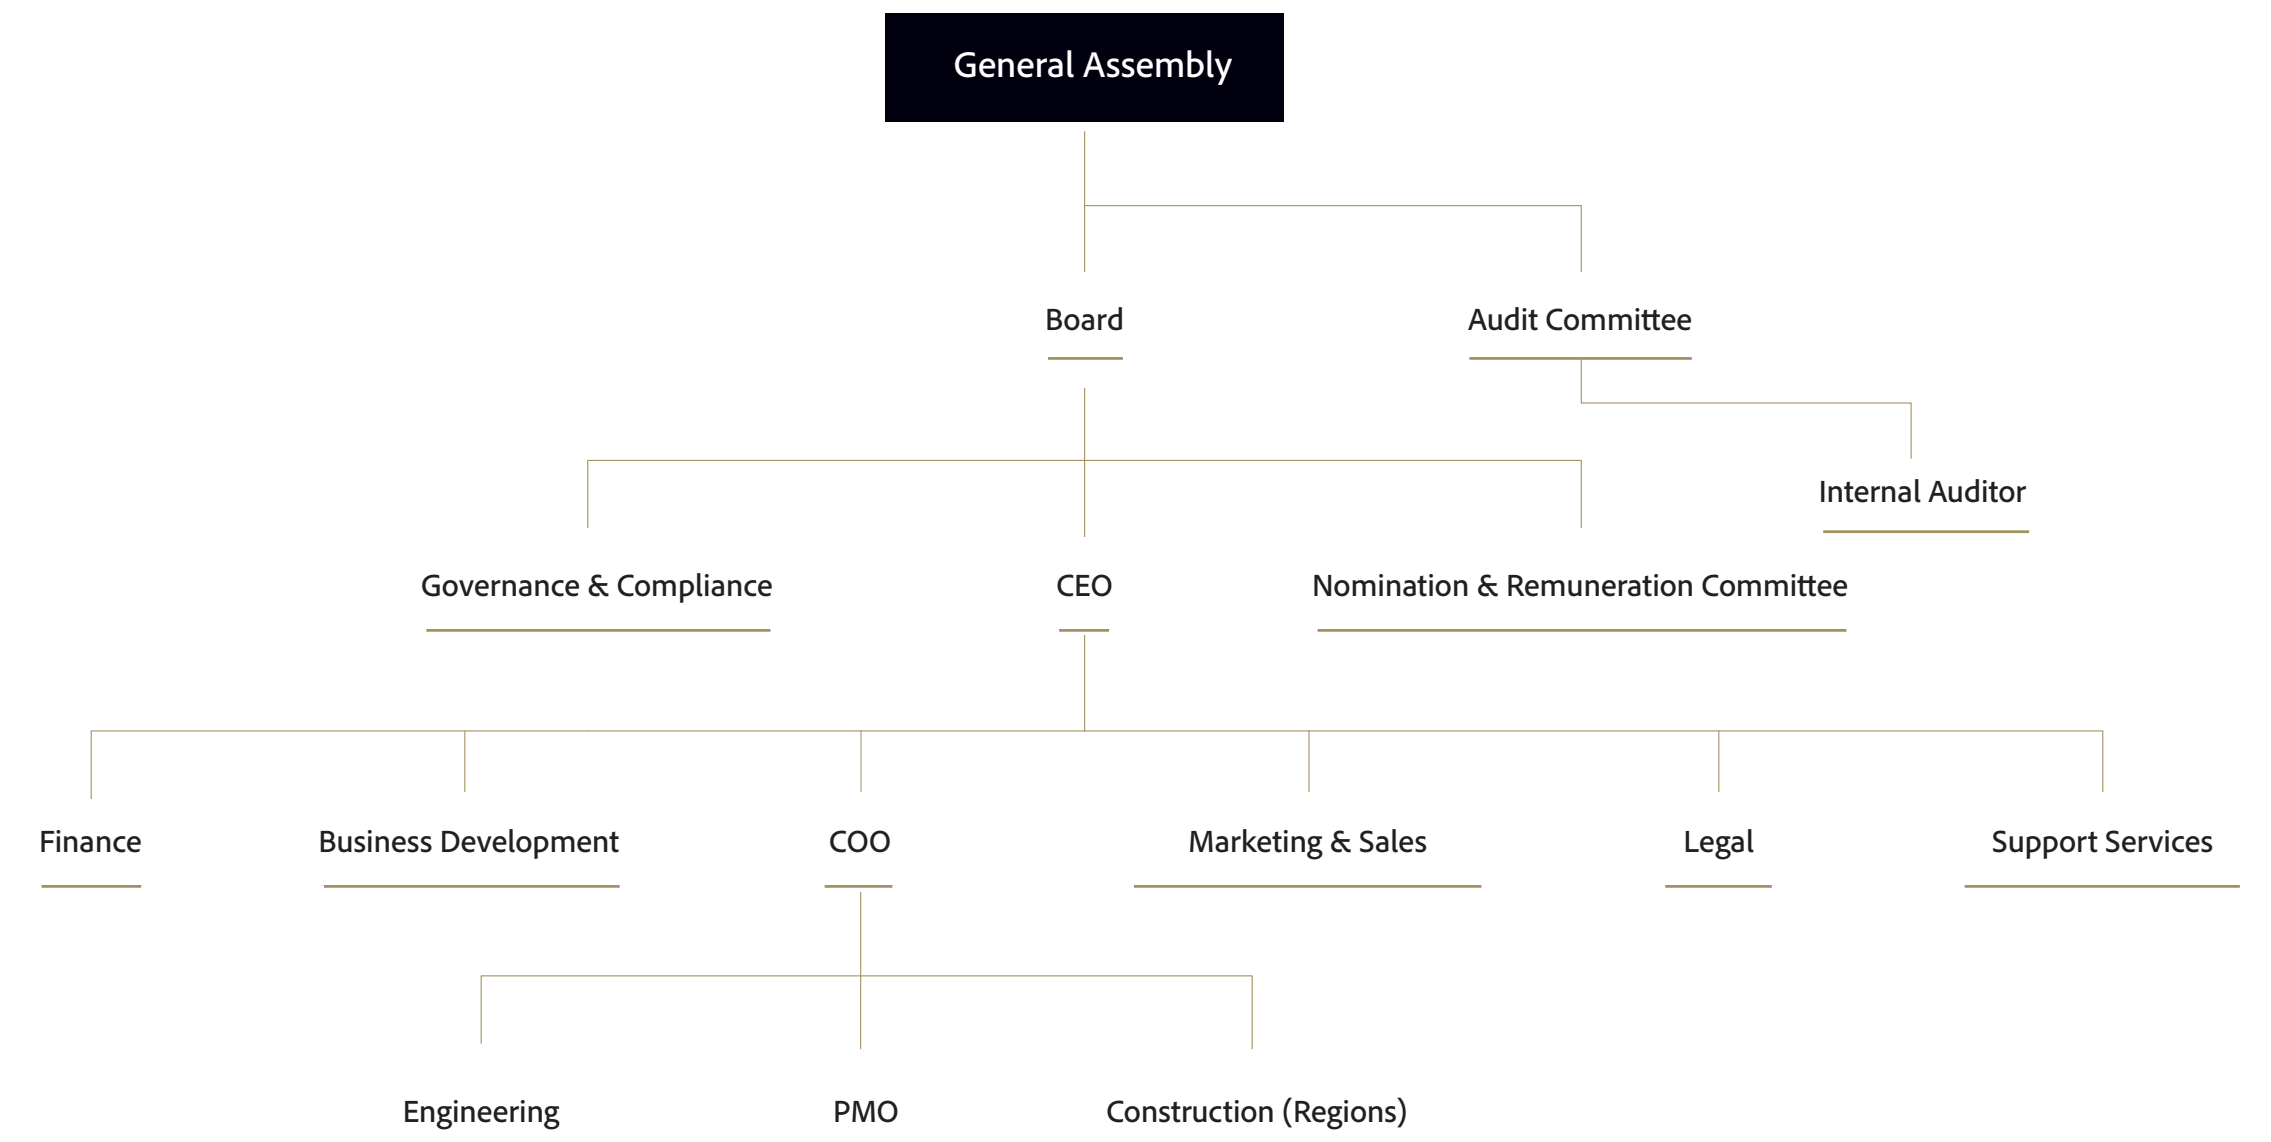 General Assembly
Board
Audit Committee
Internal Auditor
Governance & Compliance
CEO
Nomination & Remuneration Committee
Finance
Business Development
COO
Marketing & Sales
Legal
Support Services
Engineering
PMO
Construction (Regions)